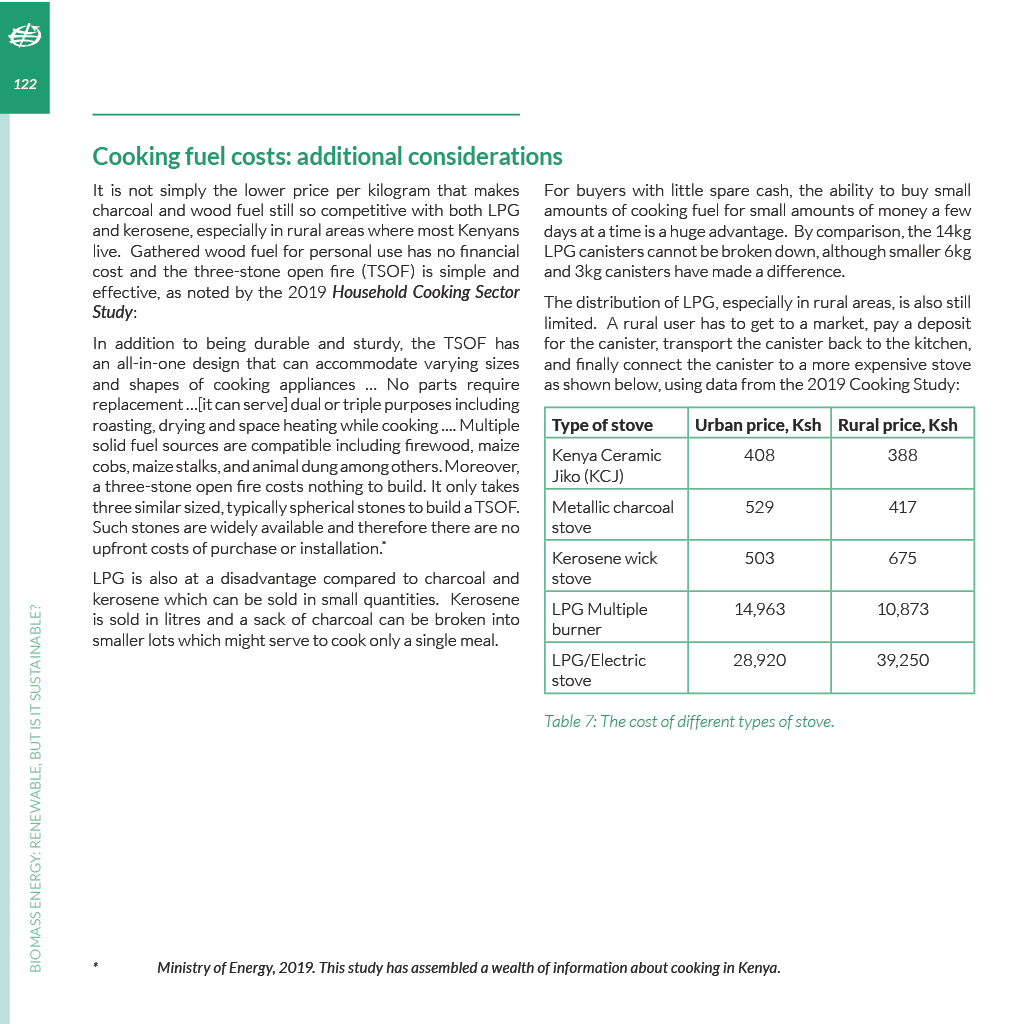 122
Cooking fuel costs: additional considerations
It is not simply the lower price per kilogram that makes
charcoal and wood fuel still so competitive with both LPG
and kerosene, especially in rural areas where most Kenyans
live. Gathered wood fuel for personal use has no financial
cost and the three-stone open fire (TSOF) is simple and
effective, as noted by the 2019 Household Cooking Sector
Study:
In addition to being durable and sturdy, the TSOF has
an all-in-one design that can accommodate varying sizes
and shapes of cooking appliances ... No parts require
replacement ...[it can serve] dual or triple purposes including
roasting, drying and space heating while cooking .... Multiple
solid fuel sources are compatible including firewood, maize
cobs, maize stalks, and animal dung among others. Moreover,
a three-stone open fire costs nothing to build. It only takes
three similar sized, typically spherical stones to build a TSOF.
Such stones are widely available and therefore there are no
upfront costs of purchase or installation.*
LPG is also at a disadvantage compared to charcoal and
kerosene which can be sold in small quantities. Kerosene
is sold in litres and a sack of charcoal can be broken into
smaller lots which might serve to cook only a single meal.
For buyers with little spare cash, the ability to buy small
amounts of cooking fuel for small amounts of money a few
days at a time is a huge advantage. By comparison, the 14kg
LPG canisters cannot be broken down, although smaller 6kg
and 3kg canisters have made a difference.
The distribution of LPG, especially in rural areas, is also still
limited. A rural user has to get to a market, pay a deposit
for the canister, transport the canister back to the kitchen,
and finally connect the canister to a more expensive stove
as shown below, using data from the 2019 Cooking Study:
Type of stove Urban price, Ksh Rural price, Ksh
Kenya Ceramic 408 388
Jiko (KCJ)
Metallic charcoal 529 417
stove
Kerosene wick 503 675
stove
LPG Multiple 14,963 10,873
burner
LPG/Electric 28,920 39,250
stove
Table 7: The cost of different types of stove.
BIOMASS ENERGY: RENEWABLE, BUT IS IT SUSTAINABLE?
* Ministry of Energy, 2019. This study has assembled a wealth of information about cooking in Kenya.